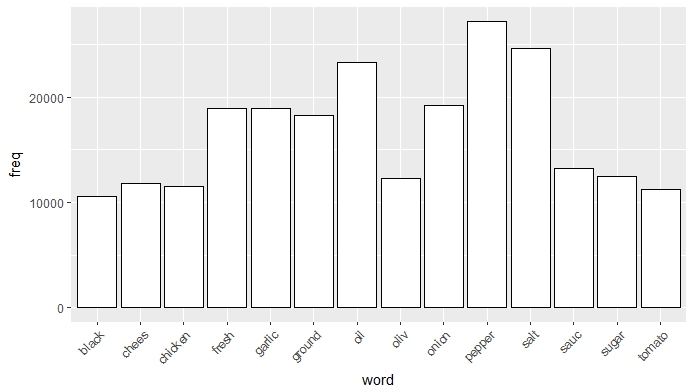 freq
20000
10000
0
black chees chicken fresh garlic ground oil oliv onion pepper salt sauc sugar tomato
word